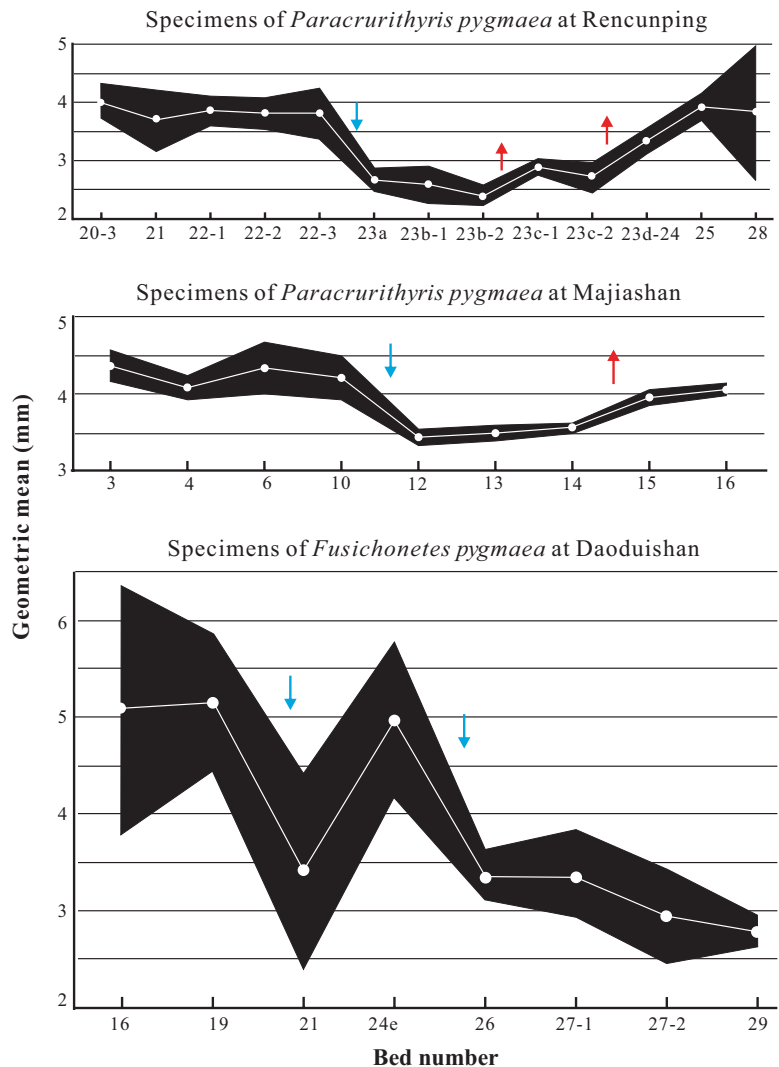 Specimens of Paracrurithyris pygmaea at Rencunping
5
4
3
2
20-3 21 22-1 22-2 22-3 23a 23b-1 23b-2 23c-1 23c-2 23d-24 25 28
Specimens of Paracrurithyris pygmaea at Majiashan
5
4
3
3 4 6 10 12 13 14 15 16
Geometric mean (mm)
Specimens of Fusichonetes pygmaea at Daoduishan
6
5
4
3
2
16 19 21 24e 26 27-1 27-2 29
Bed number